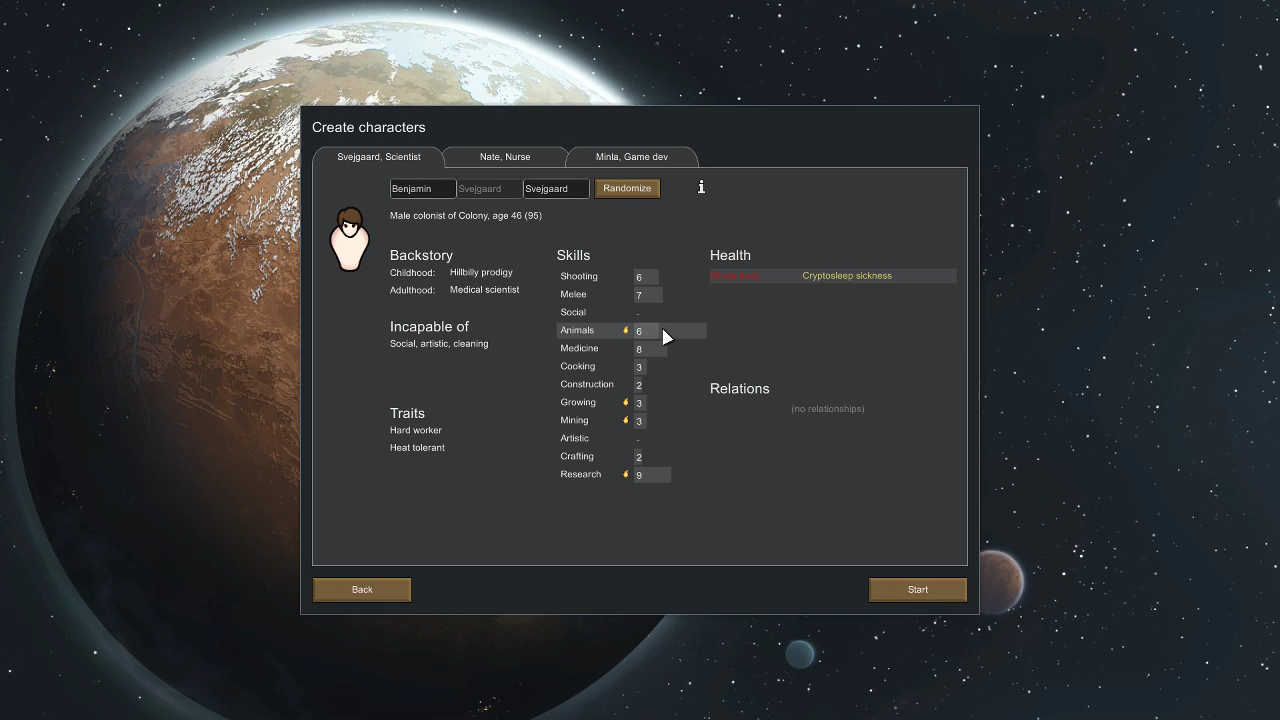 Create characters
Svejgaard, Scientist
Nate, Nurse
Minla, Game dev
Benjamin
Svejgaard
Svejgaard
Randomize
Male colonist of Colony, age 46 (95)
Backstory
Childhood: Hillbilly prodigy
Adulthood: Medical scientist
Incapable of
Social, artistic, cleaning
Traits
Hard worker
Heat tolerant
Skills
Shooting 6
Melee 7
Social -
Animals 6
Medicine 8
Cooking 3
Construction 2
Growing 3
Mining 3
Artistic -
Crafting 2
Research 9
Health
Cryptosleep sickness
Relations
(no relationships)
Back
Start